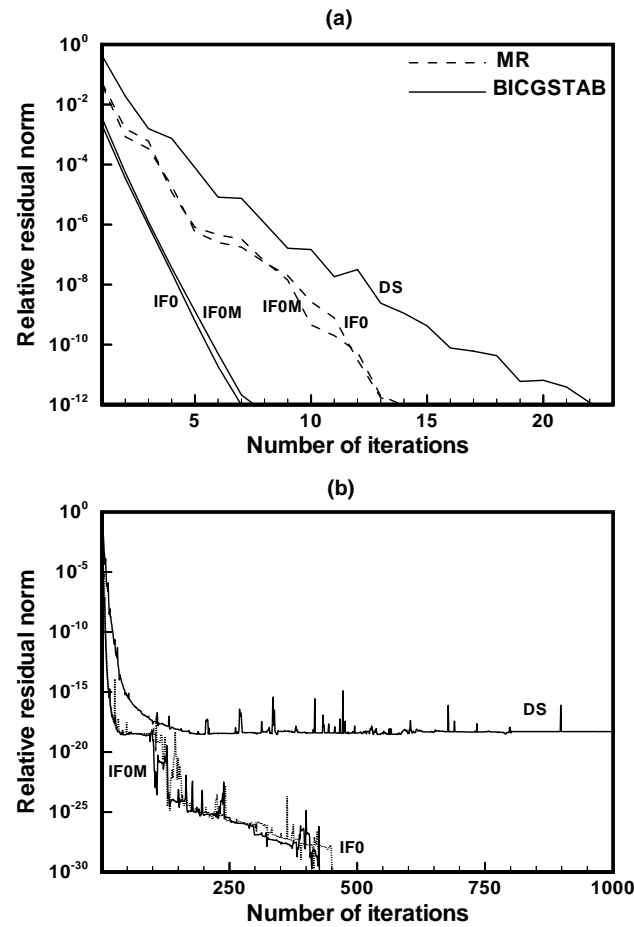 (a)
10^0
MR
BICGSTAB
10^-2
10^-4
10^-6
10^-8
10^-10
10^-12
Relative residual norm
IF0
IF0M
IF0M
IF0
DS
5 10 15 20
Number of iterations
(b)
10^0
10^-5
10^-10
10^-15
10^-20
10^-25
10^-30
Relative residual norm
DS
IF0M
IF0
250 500 750 1000
Number of iterations